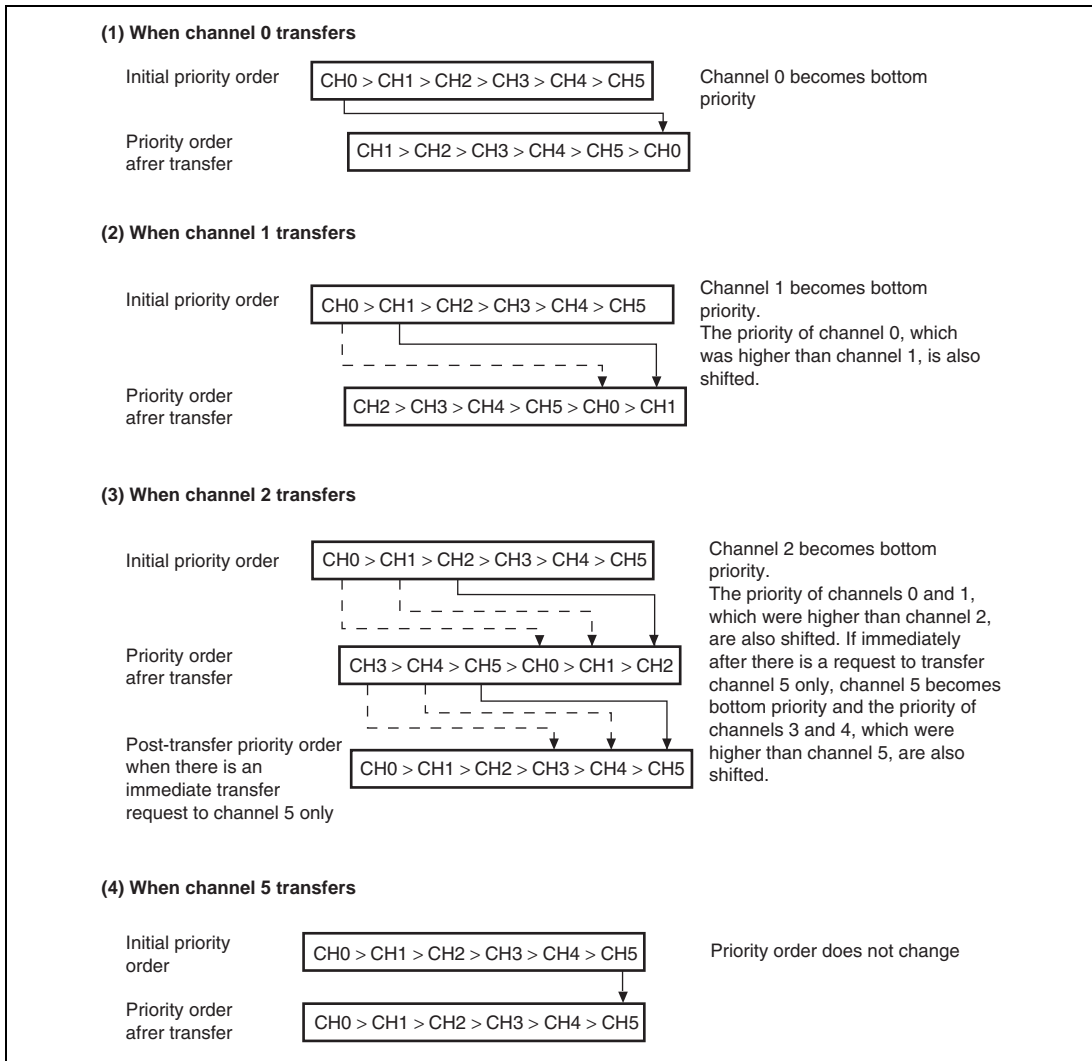 (1) When channel 0 transfers
Initial priority order
CH0 > CH1 > CH2 > CH3 > CH4 > CH5
Channel 0 becomes bottom
priority
Priority order
afrer transfer
CH1 > CH2 > CH3 > CH4 > CH5 > CH0
(2) When channel 1 transfers
Initial priority order
CH0 > CH1 > CH2 > CH3 > CH4 > CH5
Channel 1 becomes bottom
priority.
The priority of channel 0, which
was higher than channel 1, is also
shifted.
Priority order
afrer transfer
CH2 > CH3 > CH4 > CH5 > CH0 > CH1
(3) When channel 2 transfers
Initial priority order
CH0 > CH1 > CH2 > CH3 > CH4 > CH5
Channel 2 becomes bottom
priority.
The priority of channels 0 and 1,
which were higher than channel 2,
are also shifted. If immediately
after there is a request to transfer
channel 5 only, channel 5 becomes
bottom priority and the priority of
channels 3 and 4, which were
higher than channel 5, are also
shifted.
Priority order
afrer transfer
CH3 > CH4 > CH5 > CH0 > CH1 > CH2
Post-transfer priority order
when there is an
immediate transfer
request to channel 5 only
CH0 > CH1 > CH2 > CH3 > CH4 > CH5
(4) When channel 5 transfers
Initial priority
order
CH0 > CH1 > CH2 > CH3 > CH4 > CH5
Priority order does not change
Priority order
afrer transfer
CH0 > CH1 > CH2 > CH3 > CH4 > CH5